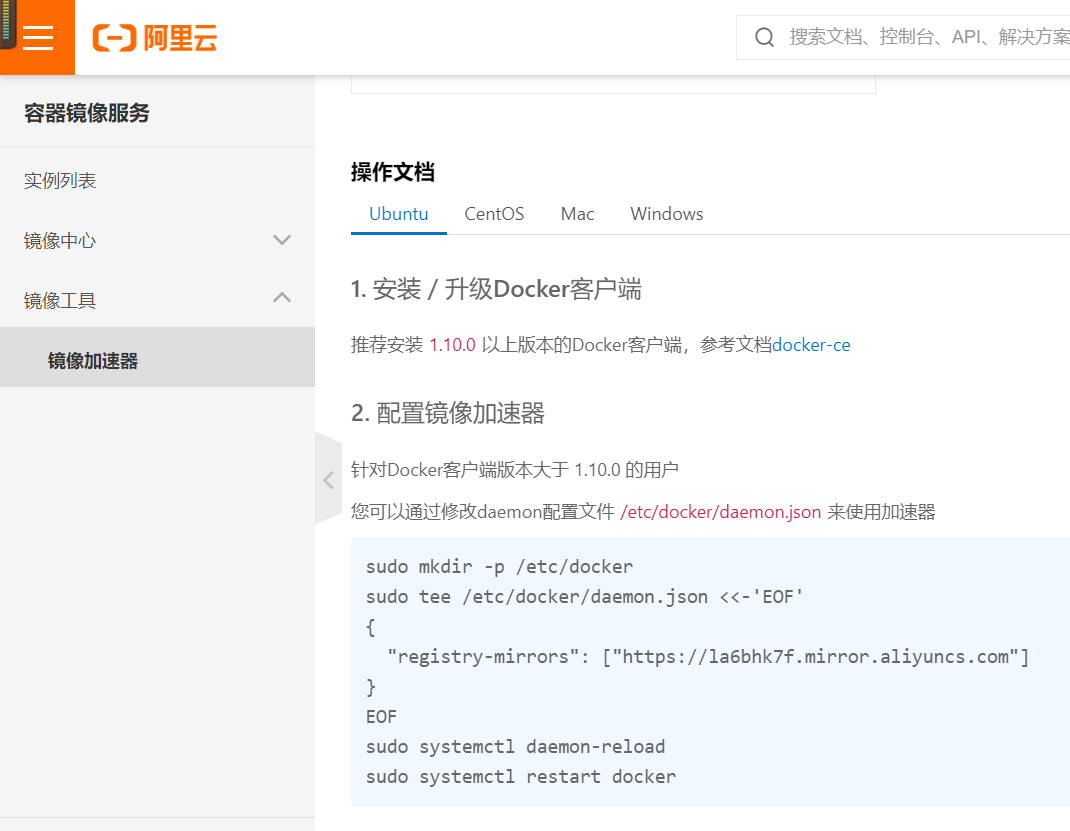 阿里云
搜索文档、控制台、API、解决方案
容器镜像服务
实例列表
镜像中心
镜像工具
镜像加速器
操作文档
Ubuntu CentOS Mac Windows
1. 安装 / 升级Docker客户端
推荐安装 1.10.0 以上版本的Docker客户端，参考文档docker-ce
2. 配置镜像加速器
针对Docker客户端版本大于 1.10.0 的用户
您可以通过修改daemon配置文件 /etc/docker/daemon.json 来使用加速器
sudo mkdir -p /etc/docker
sudo tee /etc/docker/daemon.json <<-'EOF'
{
  "registry-mirrors": ["https://la6bhk7f.mirror.aliyuncs.com"]
}
EOF
sudo systemctl daemon-reload
sudo systemctl restart docker